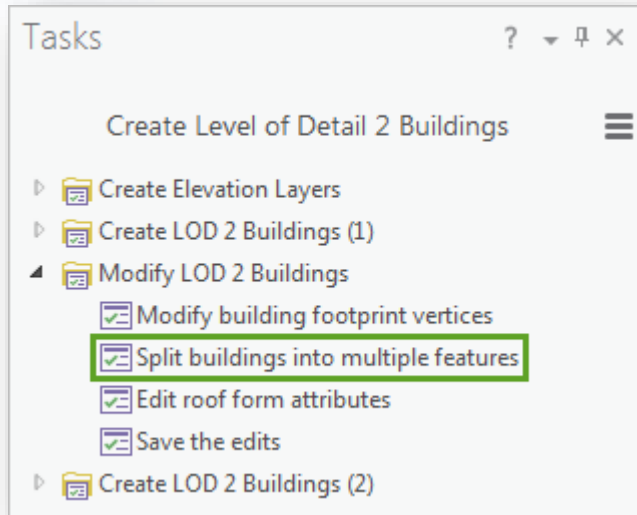 Tasks
?
Create Level of Detail 2 Buildings
Create Elevation Layers
Create LOD 2 Buildings (1)
Modify LOD 2 Buildings
Modify building footprint vertices
Split buildings into multiple features
Edit roof form attributes
Save the edits
Create LOD 2 Buildings (2)